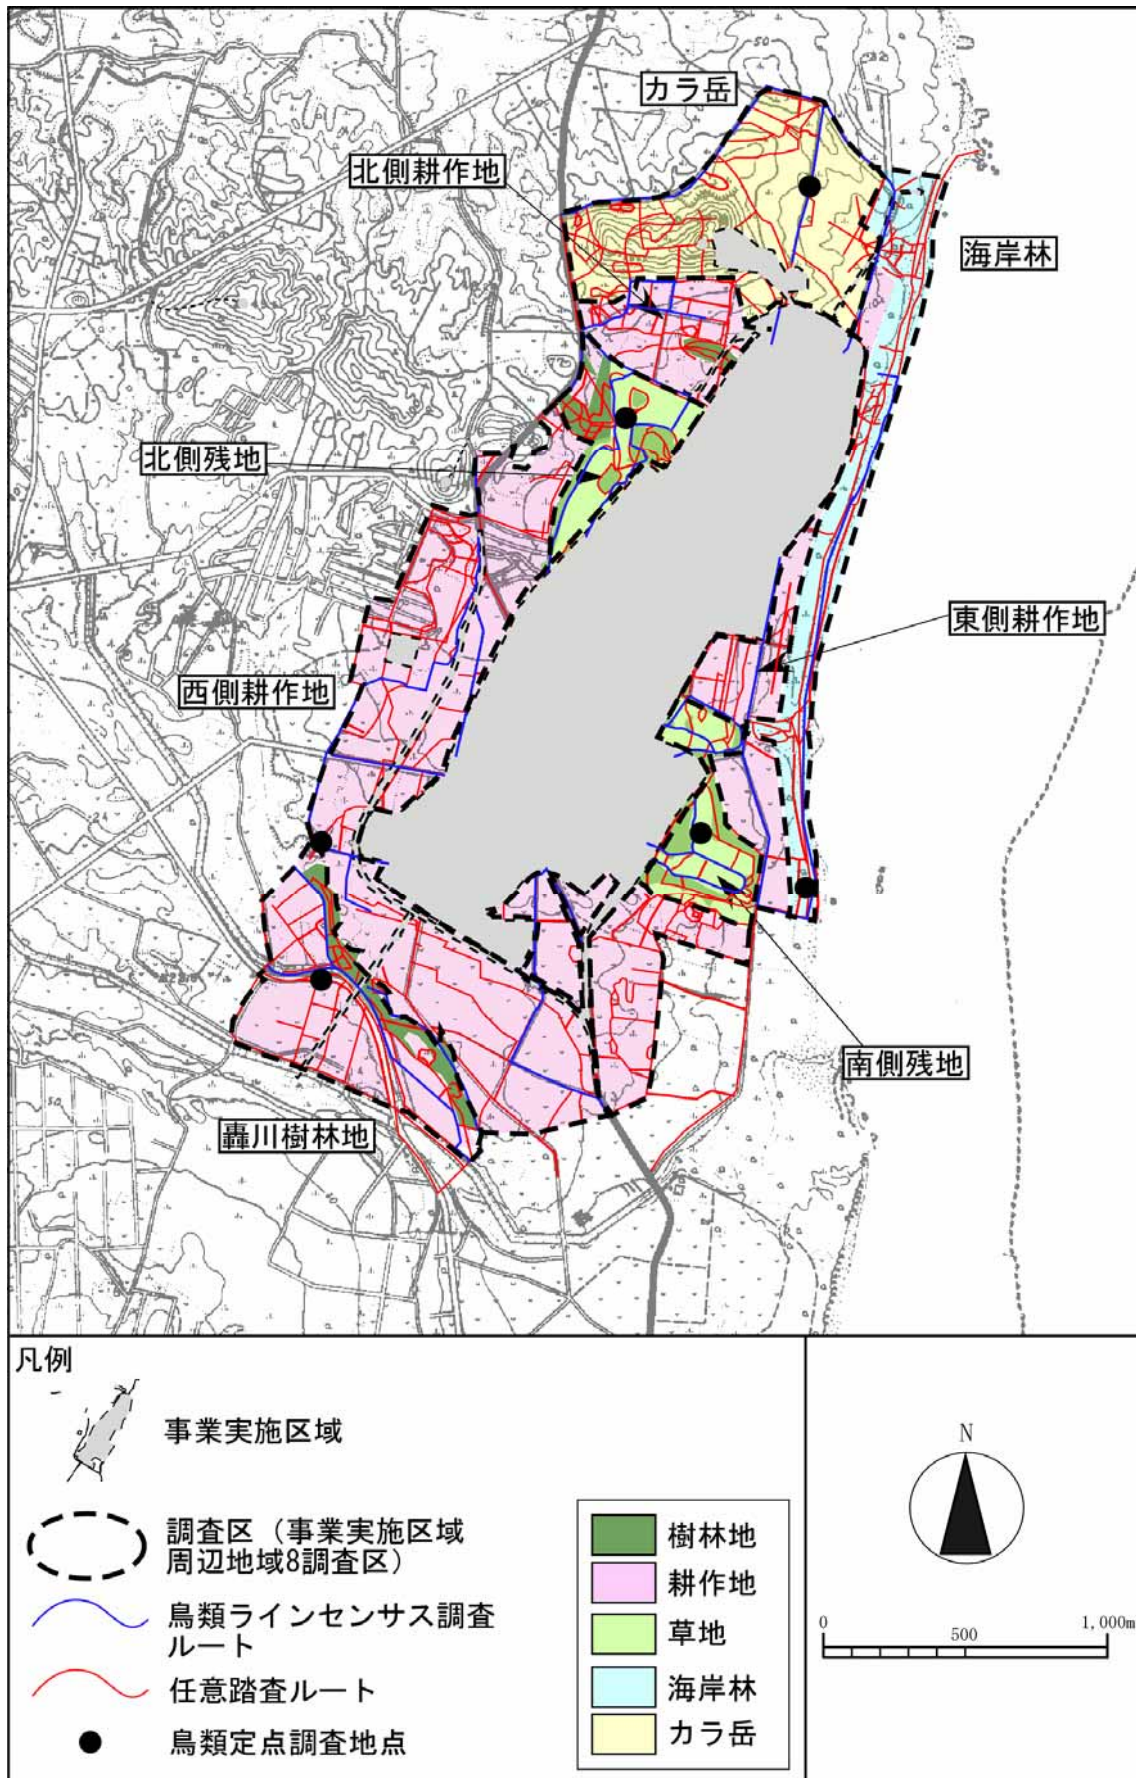 カラ岳
北側耕作地
海岸林
北側残地
東側耕作地
西側耕作地
南側残地
轟川樹林地
凡例
事業実施区域
調査区（事業実施区域
周辺地域8調査区）
鳥類ラインセンサス調査
ルート
任意踏査ルート
鳥類定点調査地点
樹林地
耕作地
草地
海岸林
カラ岳
N
0
500
1,000m